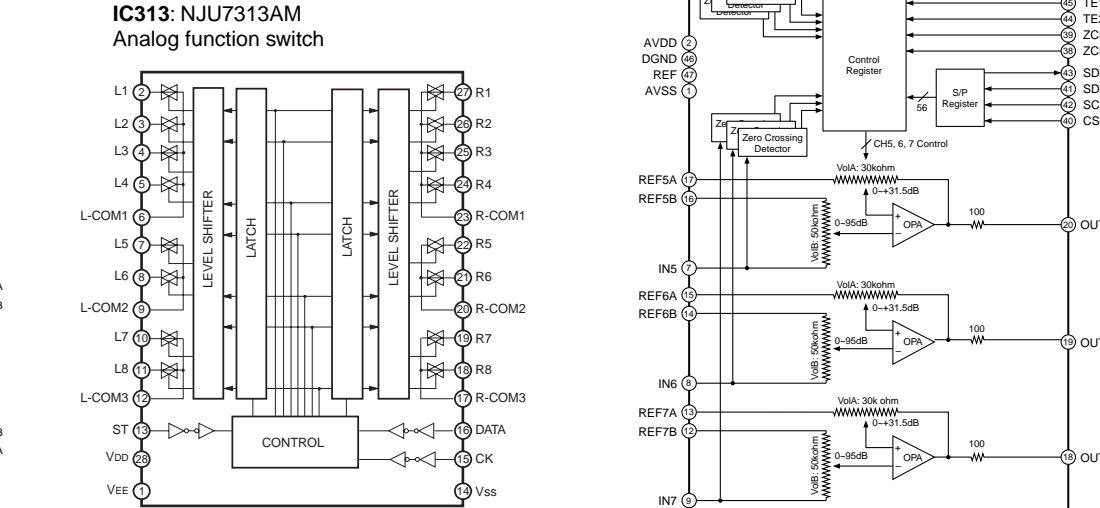 IC313: NJU7313AM
Analog function switch
L1 2
L2 3
L3 4
L4 5
L-COM1 6
L5 7
L6 8
L-COM2 9
L7 10
L8 11
L-COM3 12
ST 13
VDD 28
VEE 1
LEVEL SHIFTER
LATCH
LATCH
LEVEL SHIFTER
CONTROL
27 R1
26 R2
25 R3
24 R4
23 R-COM1
22 R5
21 R6
20 R-COM2
19 R7
18 R8
17 R-COM3
16 DATA
15 CK
14 Vss
Detector
AVDD 2
DGND 46
REF 47
AVSS 1
Control
Register
S/P
Register
56
45
44
39
38
43
41
42
40 CS
Zero Crossing
Detector
CH5, 6, 7 Control
REF5A 17
REF5B 16
IN5 7
VolA: 30kohm
0~+31.5dB
VolB: 50kohm
0~95dB
+
OPA
−
100
20
REF6A 15
REF6B 14
IN6 8
VolA: 30kohm
0~+31.5dB
VolB: 50kohm
0~95dB
+
OPA
−
100
19
REF7A 13
REF7B 12
IN7 9
VolA: 30k ohm
0~+31.5dB
VolB: 50kohm
0~95dB
+
OPA
−
100
18